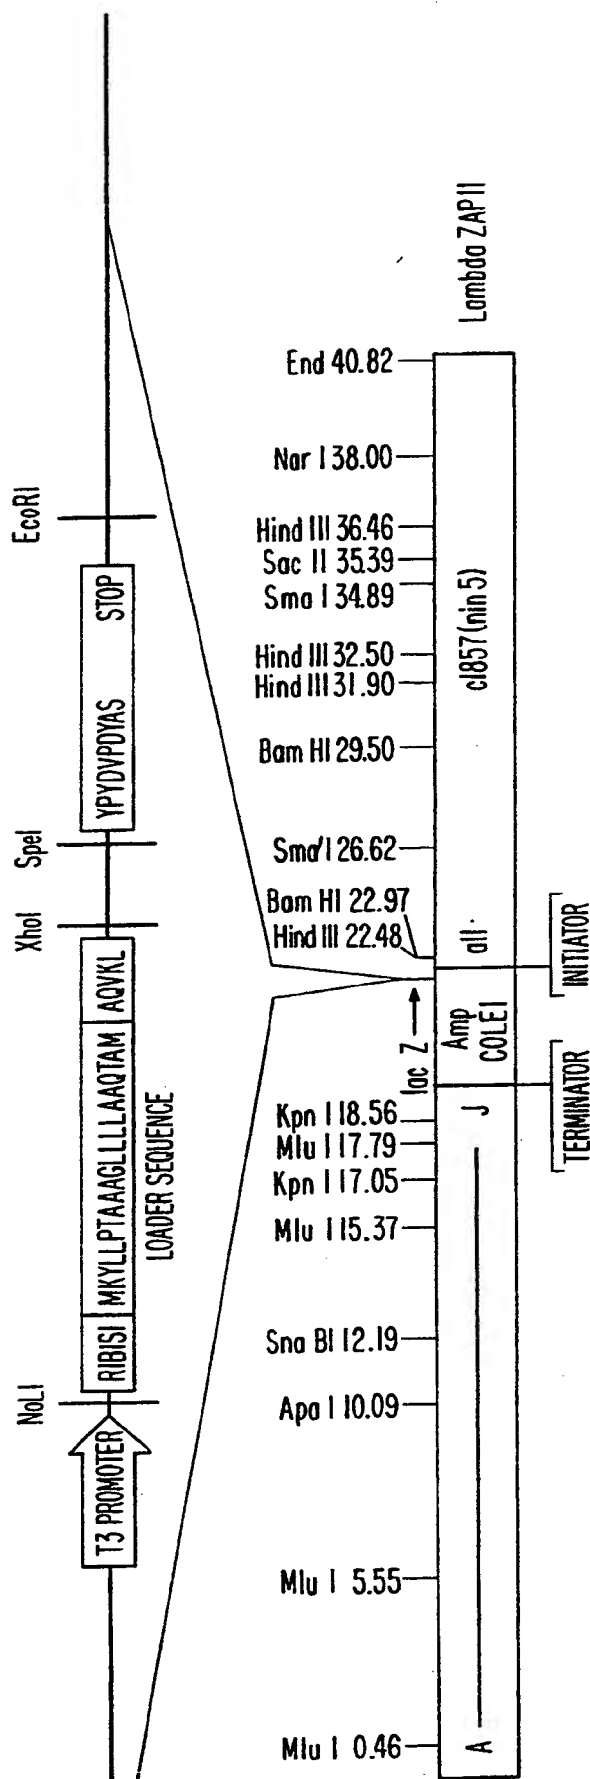 NoLI
XhoI
SpeI
EcoRI
T3 PROMOTER
RIBISI
MKYLLPTAAAGLLLLAAQTAM
AQVKL
YPYDVPDYAS
STOP
LOADER SEQUENCE
End 40.82
Nar I 38.00
Hind III 36.46
Sac II 35.39
Sma I 34.89
Hind III 32.50
Hind III 31.90
Bam HI 29.50
Sma I 26.62
Bam HI 22.97
Hind III 22.48
lac Z
Kpn I 18.56
Mlu I 17.79
Kpn I 17.05
Mlu I 15.37
Sna BI 12.19
Apa I 10.09
Mlu I 5.55
Mlu I 0.46
A
J
Amp
COLE1
att
cI857(nin5)
Lambda ZAPII
TERMINATOR
INITIATOR